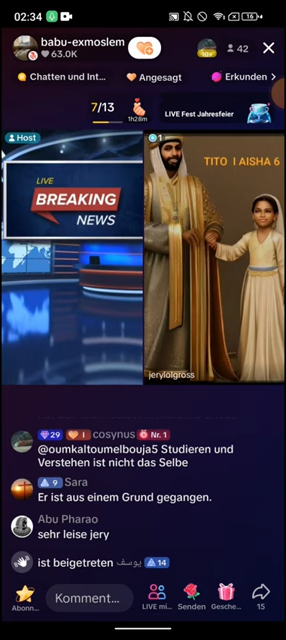 02:34
16
babu-exmoslem
63.0K
10x
42
Chatten und Int...
Angesagt
Erkunden
7/13
1h28m
LIVE Fest Jahresfeier
Host
1
LIVE
BREAKING
NEWS
TITO I AISHA 6
jerylolgross
29 I cosynus Nr. 1
@oumkaltoumelbouja5 Studieren und
Verstehen ist nicht das Selbe
9 Sara
Er ist aus einem Grund gegangen.
Abu Pharao
sehr leise jery
ist beigetreten يوسف 14
Abonn...
Komment...
LIVE mi...
Senden
Gesche...
15